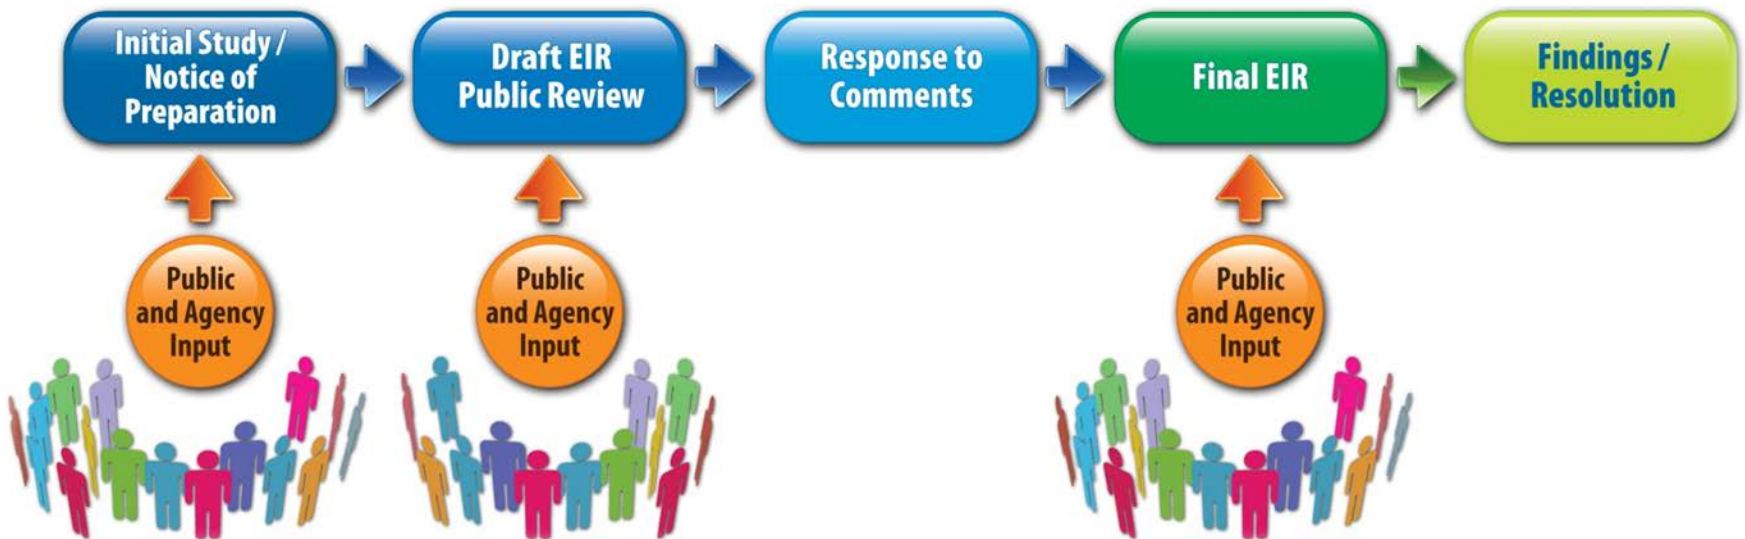 Initial Study /
Notice of
Preparation
Draft EIR
Public Review
Response to
Comments
Final EIR
Findings /
Resolution
Public
and Agency
Input
Public
and Agency
Input
Public
and Agency
Input